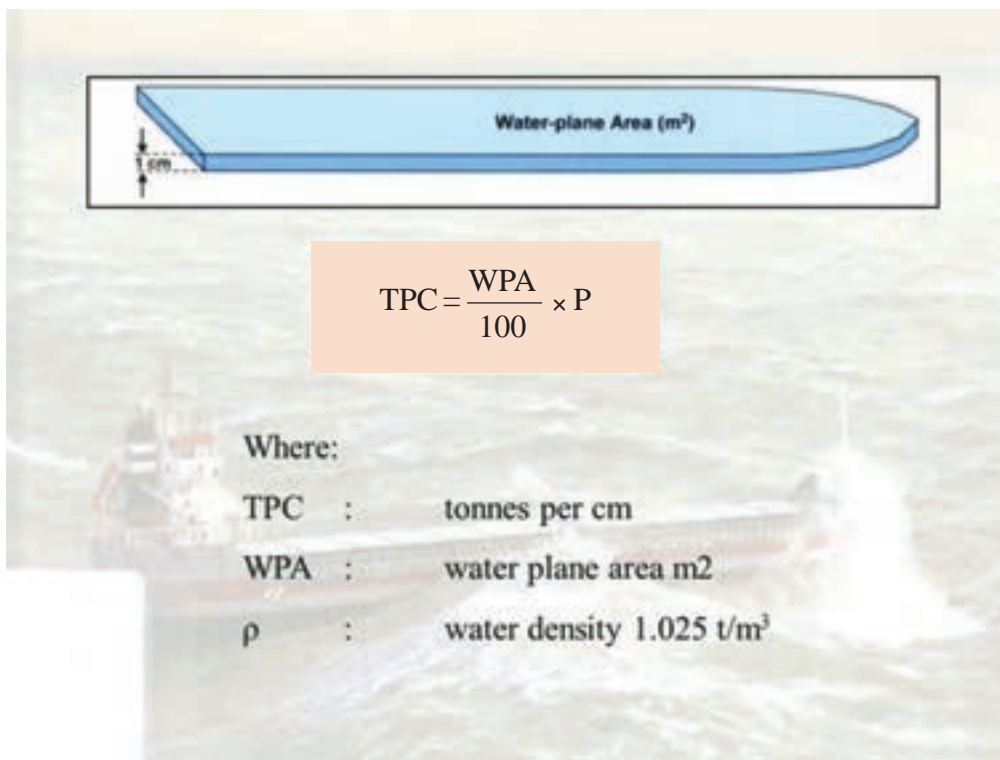 Water-plane Area (m²)
1 cm
TPC = WPA / 100 × P
Where:
TPC : tonnes per cm
WPA : water plane area m2
ρ : water density 1.025 t/m³